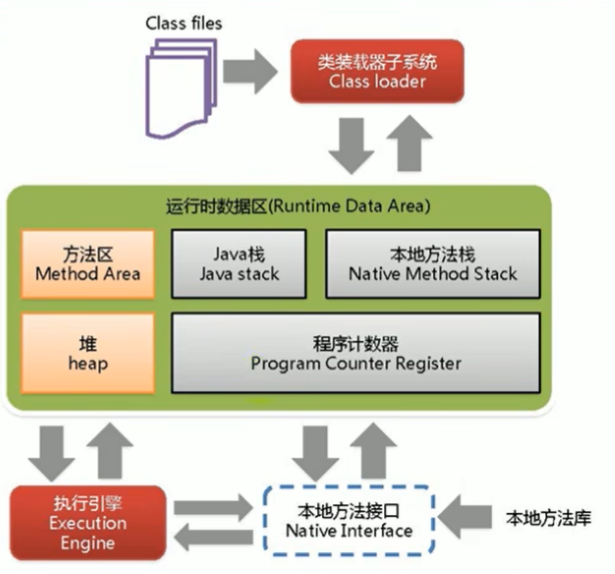 Class files
类装载器子系统
Class loader
运行时数据区(Runtime Data Area)
方法区
Method Area
Java栈
Java stack
本地方法栈
Native Method Stack
堆
heap
程序计数器
Program Counter Register
执行引擎
Execution
Engine
本地方法接口
Native Interface
本地方法库